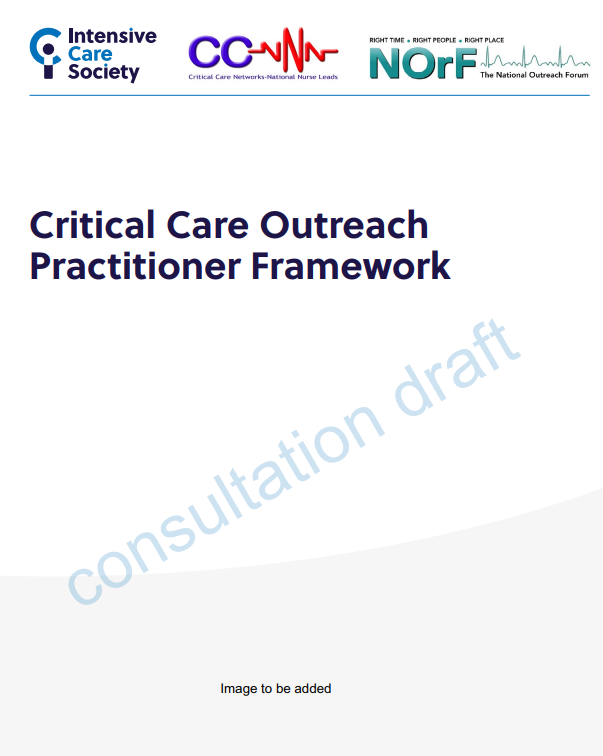 Intensive
Care
Society
CC-NNN
Critical Care Networks-National Nurse Leads
RIGHT TIME • RIGHT PEOPLE • RIGHT PLACE
NOrF
The National Outreach Forum
Critical Care Outreach
Practitioner Framework
consultation draft
Image to be added